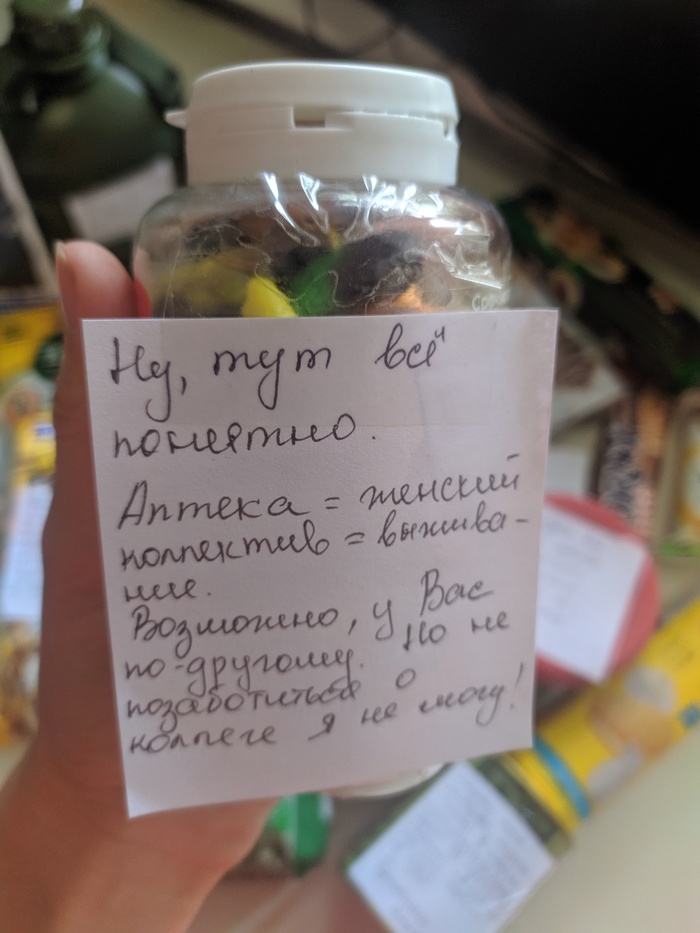 Ну, тут всё
понятно.
Аптека = женский
коллектив = выжива-
ние.
Возможно, у Вас
по-другому. Но не
позаботиться о
коллеге я не могу!